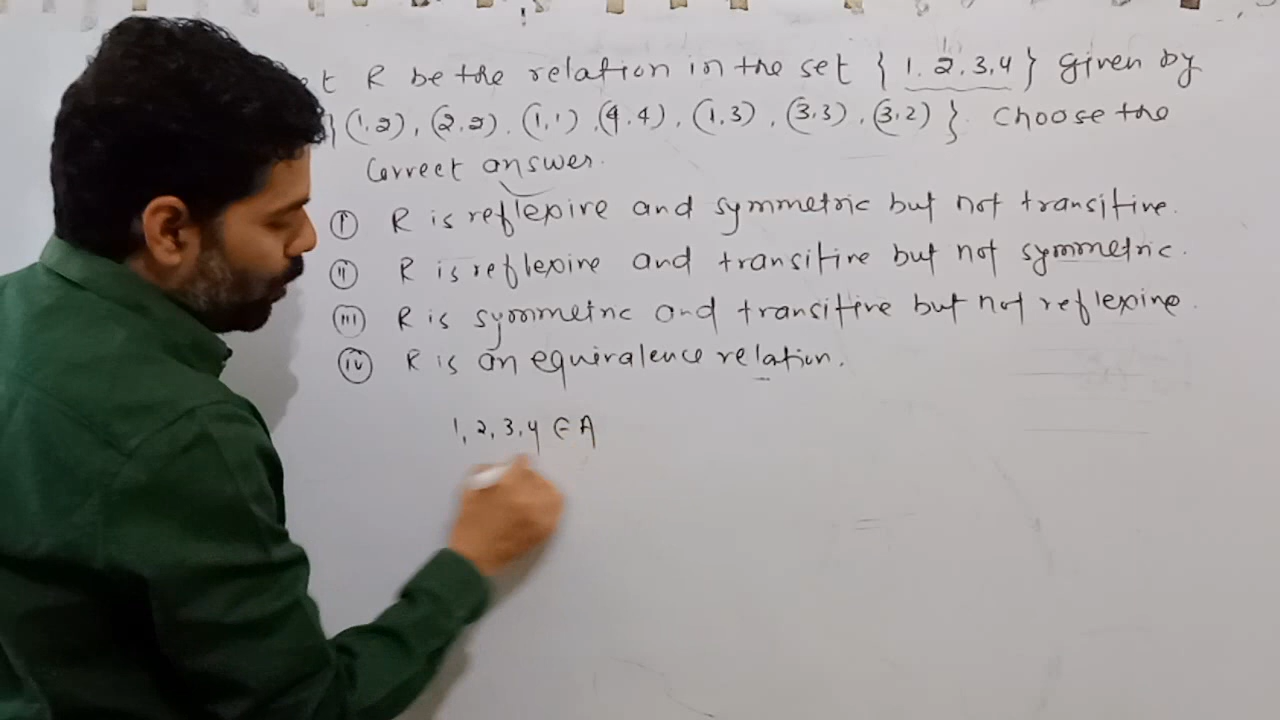 t R be the relation in the set { 1, 2, 3, 4 } given by
{ (1,2), (2,2), (1,1), (4,4), (1,3), (3,3), (3,2) }. Choose the
Correct answer.
(i) R is reflexive and symmetric but not transitive.
(ii) R is reflexive and transitive but not symmetric.
(iii) R is symmetric and transitive but not reflexive.
(iv) R is an equivalence relation.
1, 2, 3, 4 ∈ A